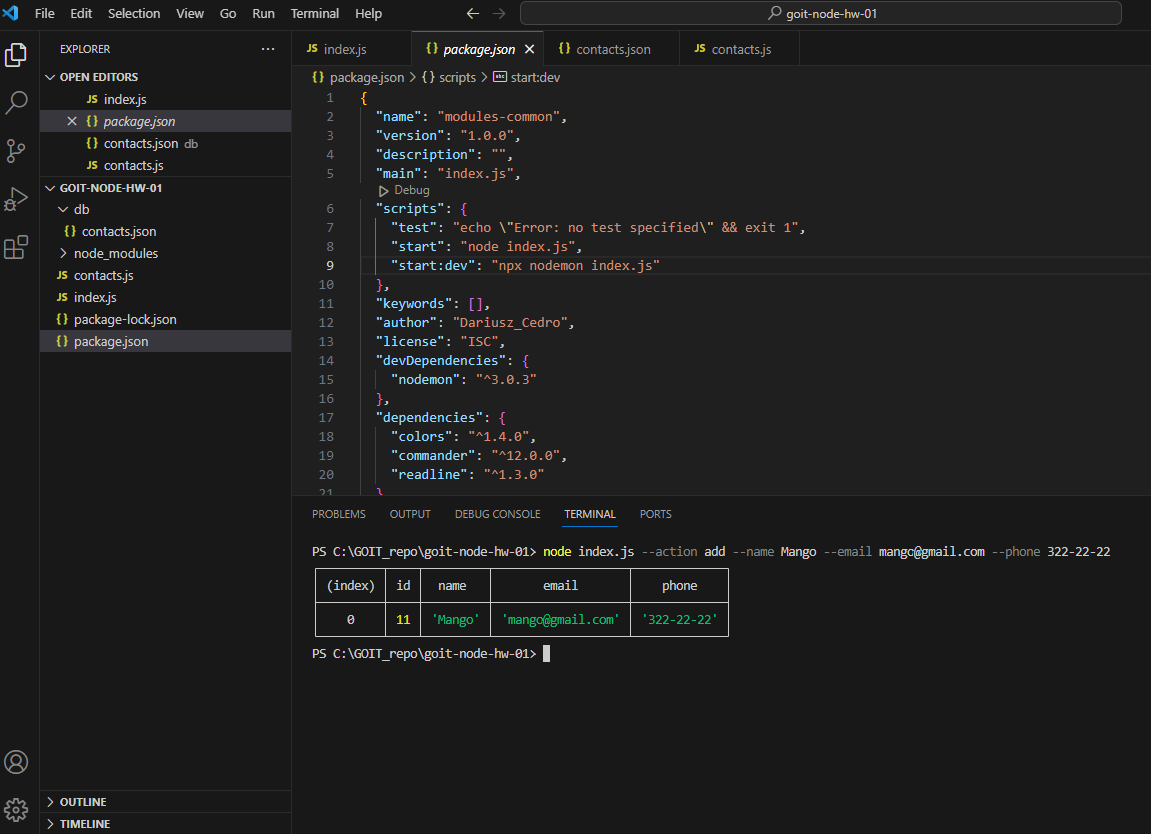 File Edit Selection View Go Run Terminal Help
goit-node-hw-01
EXPLORER
OPEN EDITORS
JS index.js
{} package.json
{} contacts.json db
JS contacts.js
GOIT-NODE-HW-01
db
{} contacts.json
node_modules
JS contacts.js
JS index.js
{} package-lock.json
{} package.json
OUTLINE
TIMELINE
JS index.js {} package.json {} contacts.json JS contacts.js
{} package.json > {} scripts > abc start:dev
1 {
2 "name": "modules-common",
3 "version": "1.0.0",
4 "description": "",
5 "main": "index.js",
Debug
6 "scripts": {
7 "test": "echo \"Error: no test specified\" && exit 1",
8 "start": "node index.js",
9 "start:dev": "npx nodemon index.js"
10 },
11 "keywords": [],
12 "author": "Dariusz_Cedro",
13 "license": "ISC",
14 "devDependencies": {
15 "nodemon": "^3.0.3"
16 },
17 "dependencies": {
18 "colors": "^1.4.0",
19 "commander": "^12.0.0",
20 "readline": "^1.3.0"
21 }
PROBLEMS OUTPUT DEBUG CONSOLE TERMINAL PORTS
PS C:\GOIT_repo\goit-node-hw-01> node index.js --action add --name Mango --email mango@gmail.com --phone 322-22-22
(index) id name email phone
0 11 'Mango' 'mango@gmail.com' '322-22-22'
PS C:\GOIT_repo\goit-node-hw-01>